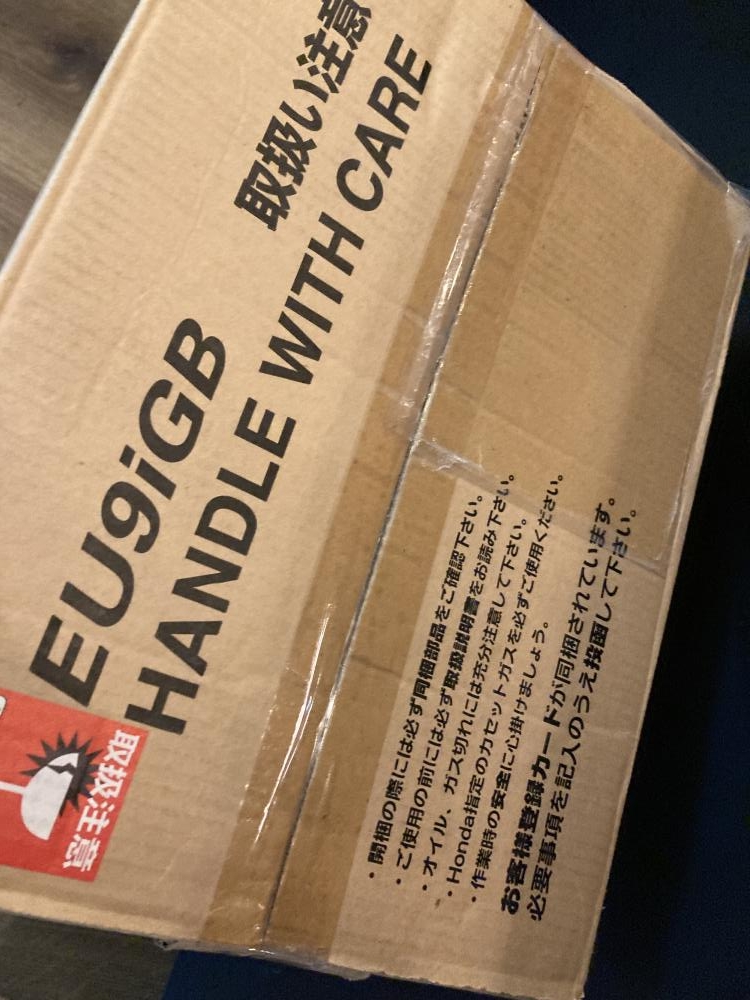 取扱い注意
EU9iGB
HANDLE WITH CARE
取扱注意
・開梱の際には必ず同梱部品をご確認下さい。
・ご使用の前には必ず取扱説明書をお読み下さい。
・オイル、ガス切れには充分注意して下さい。
・Honda指定のカセットガスを必ずご使用ください。
・作業時の安全に心掛けましょう。
お客様登録カードが同梱されています。
必要事項を記入のうえ投函して下さい。